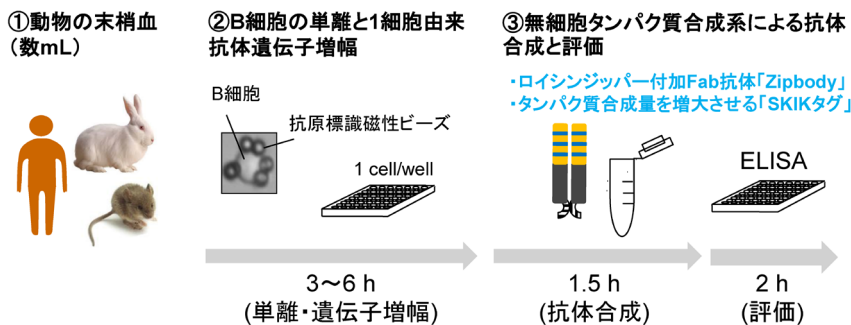 ①動物の末梢血
（数mL）
②B細胞の単離と1細胞由来
抗体遺伝子増幅
③無細胞タンパク質合成系による抗体
合成と評価
・ロイシンジッパー付加Fab抗体「Zipbody」
・タンパク質合成量を増大させる「SKIKタグ」
B細胞
抗原標識磁性ビーズ
1 cell/well
ELISA
3～6 h
(単離・遺伝子増幅)
1.5 h
(抗体合成)
2 h
(評価)